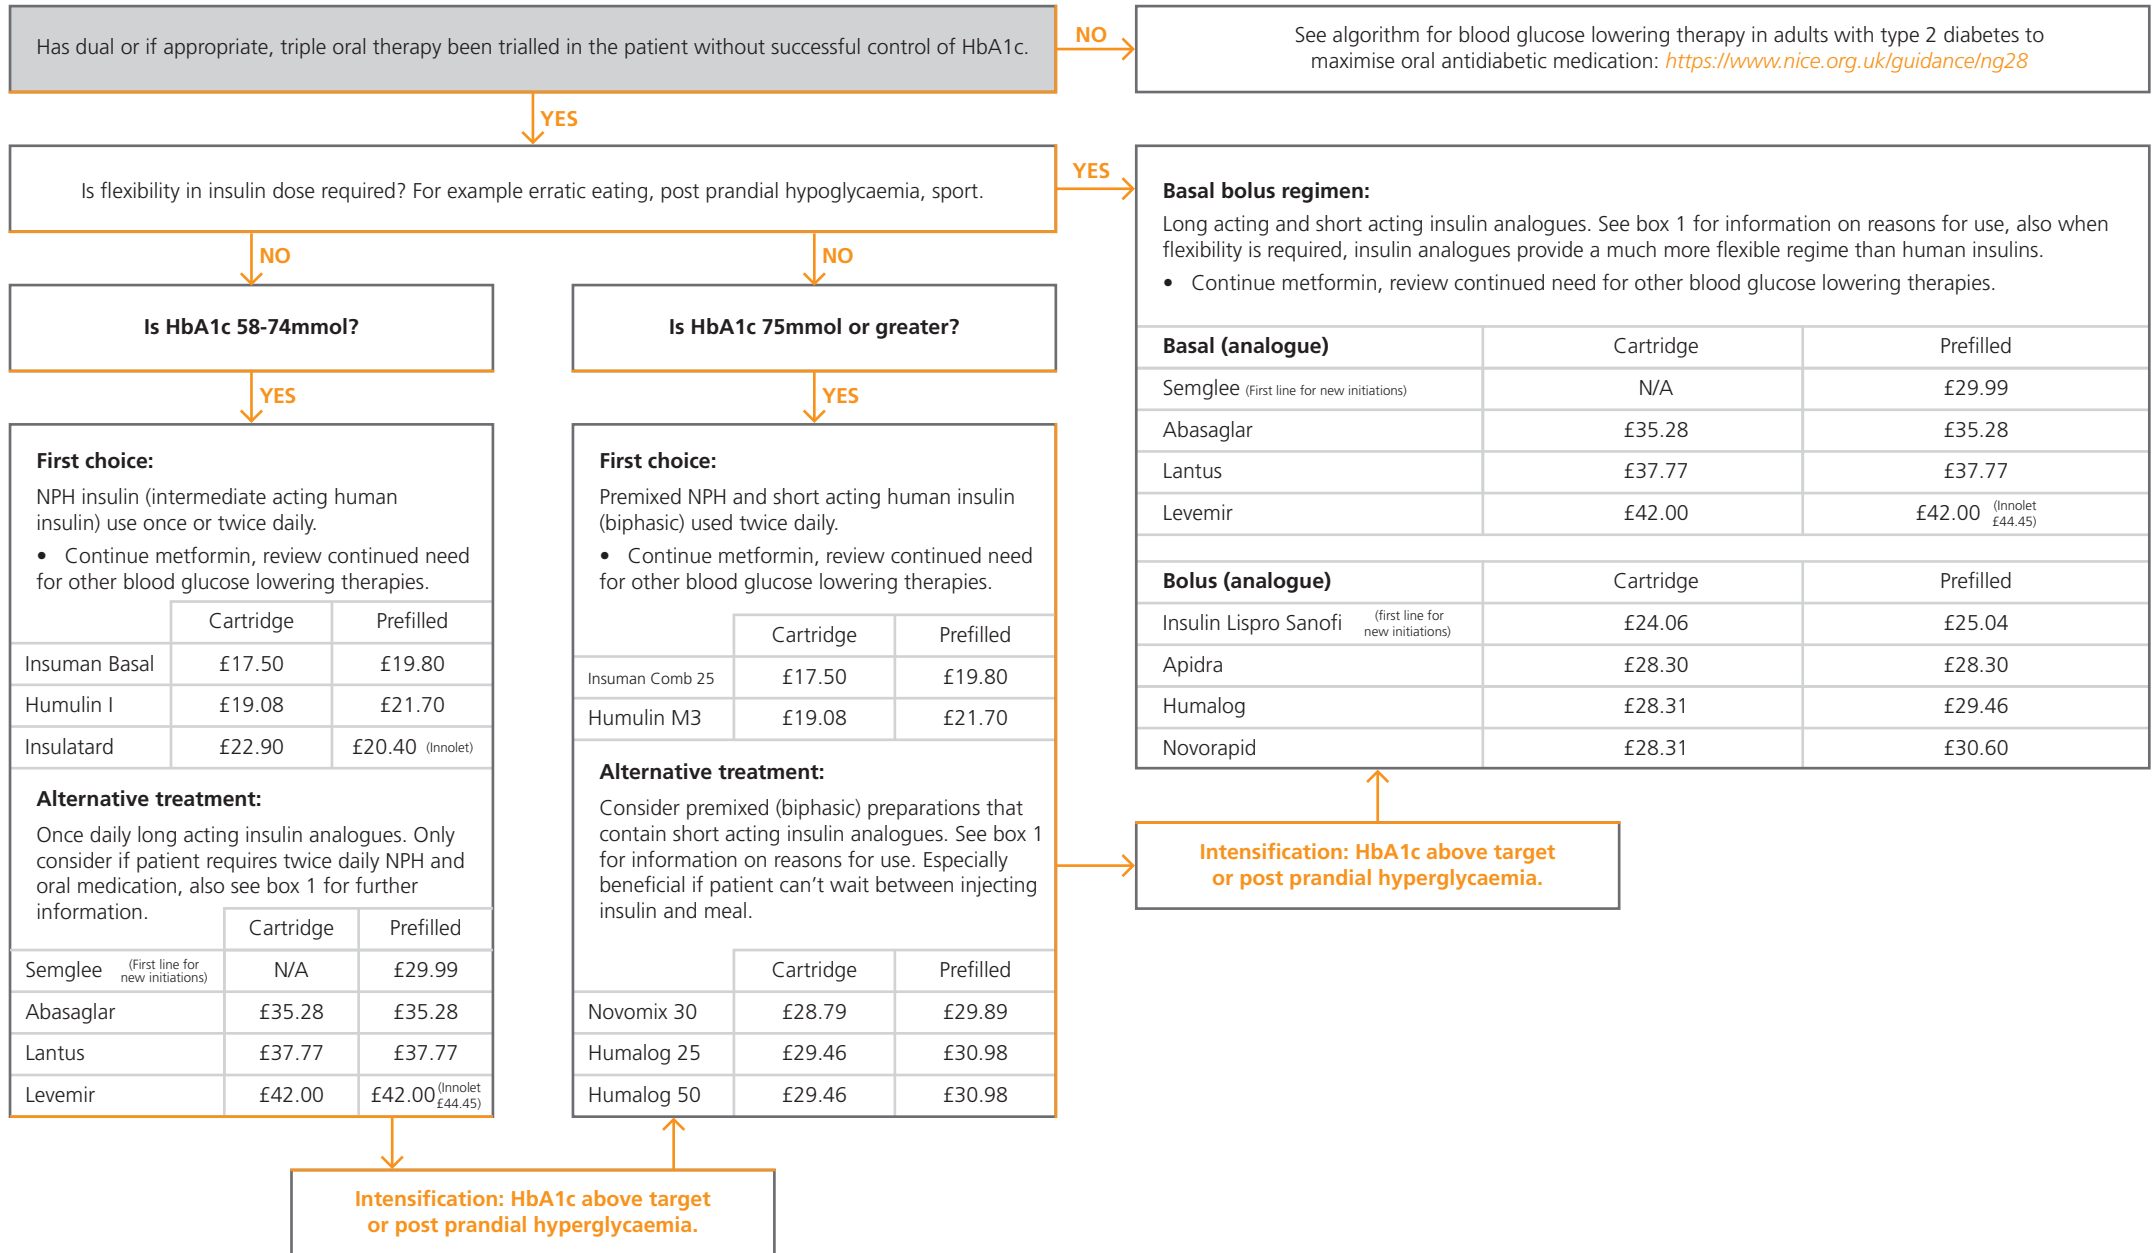 Has dual or if appropriate, triple oral therapy been trialled in the patient without successful control of HbA1c.
NO
See algorithm for blood glucose lowering therapy in adults with type 2 diabetes to
maximise oral antidiabetic medication: https://www.nice.org.uk/guidance/ng28
YES
Is flexibility in insulin dose required? For example erratic eating, post prandial hypoglycaemia, sport.
YES
NO
NO
Is HbA1c 58-74mmol?
Is HbA1c 75mmol or greater?
YES
YES
First choice:
NPH insulin (intermediate acting human
insulin) use once or twice daily.
• Continue metformin, review continued need
for other blood glucose lowering therapies.
Cartridge Prefilled
Insuman Basal £17.50 £19.80
Humulin I £19.08 £21.70
Insulatard £22.90 £20.40 (Innolet)
Alternative treatment:
Once daily long acting insulin analogues. Only
consider if patient requires twice daily NPH and
oral medication, also see box 1 for further
information.
Cartridge Prefilled
Semglee (First line for new initiations) N/A £29.99
Abasaglar £35.28 £35.28
Lantus £37.77 £37.77
Levemir £42.00 £42.00 (Innolet £44.45)
First choice:
Premixed NPH and short acting human insulin
(biphasic) used twice daily.
• Continue metformin, review continued need
for other blood glucose lowering therapies.
Cartridge Prefilled
Insuman Comb 25 £17.50 £19.80
Humulin M3 £19.08 £21.70
Alternative treatment:
Consider premixed (biphasic) preparations that
contain short acting insulin analogues. See box 1
for information on reasons for use. Especially
beneficial if patient can't wait between injecting
insulin and meal.
Cartridge Prefilled
Novomix 30 £28.79 £29.89
Humalog 25 £29.46 £30.98
Humalog 50 £29.46 £30.98
Basal bolus regimen:
Long acting and short acting insulin analogues. See box 1 for information on reasons for use, also when
flexibility is required, insulin analogues provide a much more flexible regime than human insulins.
• Continue metformin, review continued need for other blood glucose lowering therapies.
Basal (analogue) Cartridge Prefilled
Semglee (First line for new initiations) N/A £29.99
Abasaglar £35.28 £35.28
Lantus £37.77 £37.77
Levemir £42.00 £42.00 (Innolet £44.45)
Bolus (analogue) Cartridge Prefilled
Insulin Lispro Sanofi (first line for new initiations) £24.06 £25.04
Apidra £28.30 £28.30
Humalog £28.31 £29.46
Novorapid £28.31 £30.60
Intensification: HbA1c above target
or post prandial hyperglycaemia.
Intensification: HbA1c above target
or post prandial hyperglycaemia.